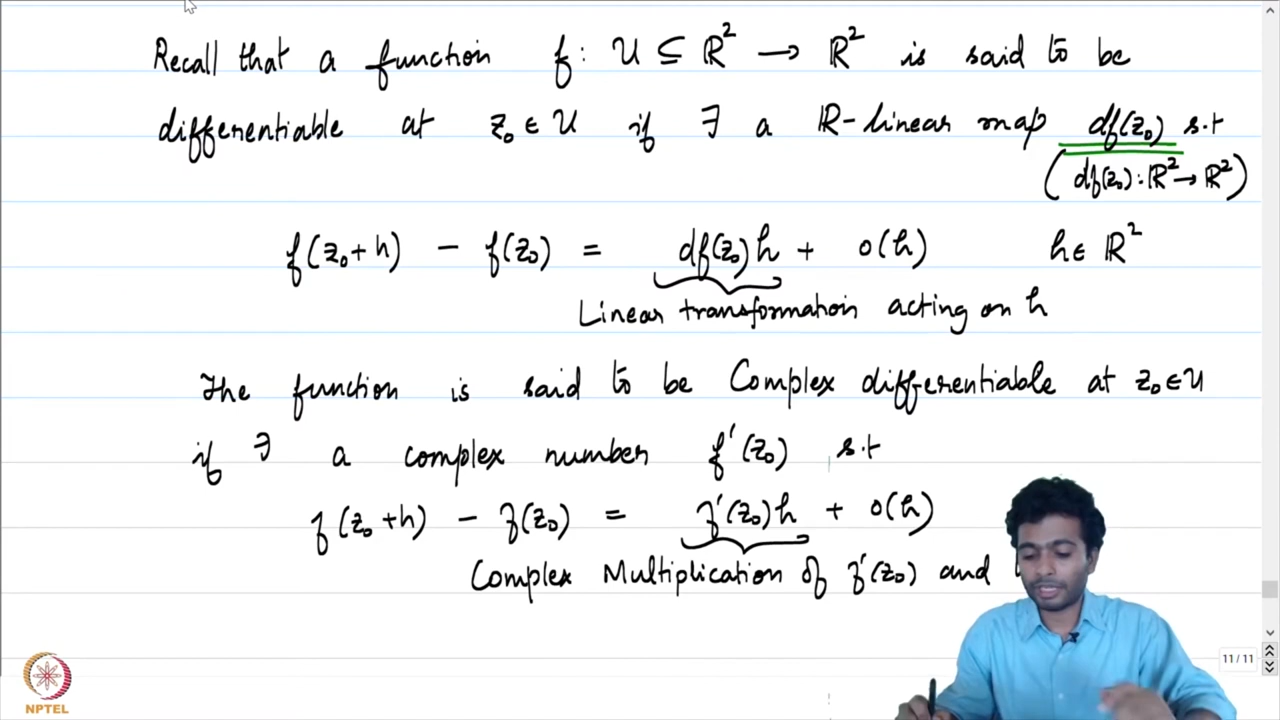 Recall that a function f: U ⊆ ℝ² → ℝ² is said to be
differentiable at z₀ ∈ U if ∃ a ℝ-linear map df(z₀) s.t
(df(z₀): ℝ² → ℝ²)
f(z₀+h) - f(z₀) = df(z₀)h + o(h) h ∈ ℝ²
Linear transformation acting on h
The function is said to be Complex differentiable at z₀ ∈ U
if ∃ a complex number f'(z₀) s.t
f(z₀+h) - f(z₀) = f'(z₀)h + o(h)
Complex Multiplication of f'(z₀) and
11/11
NPTEL